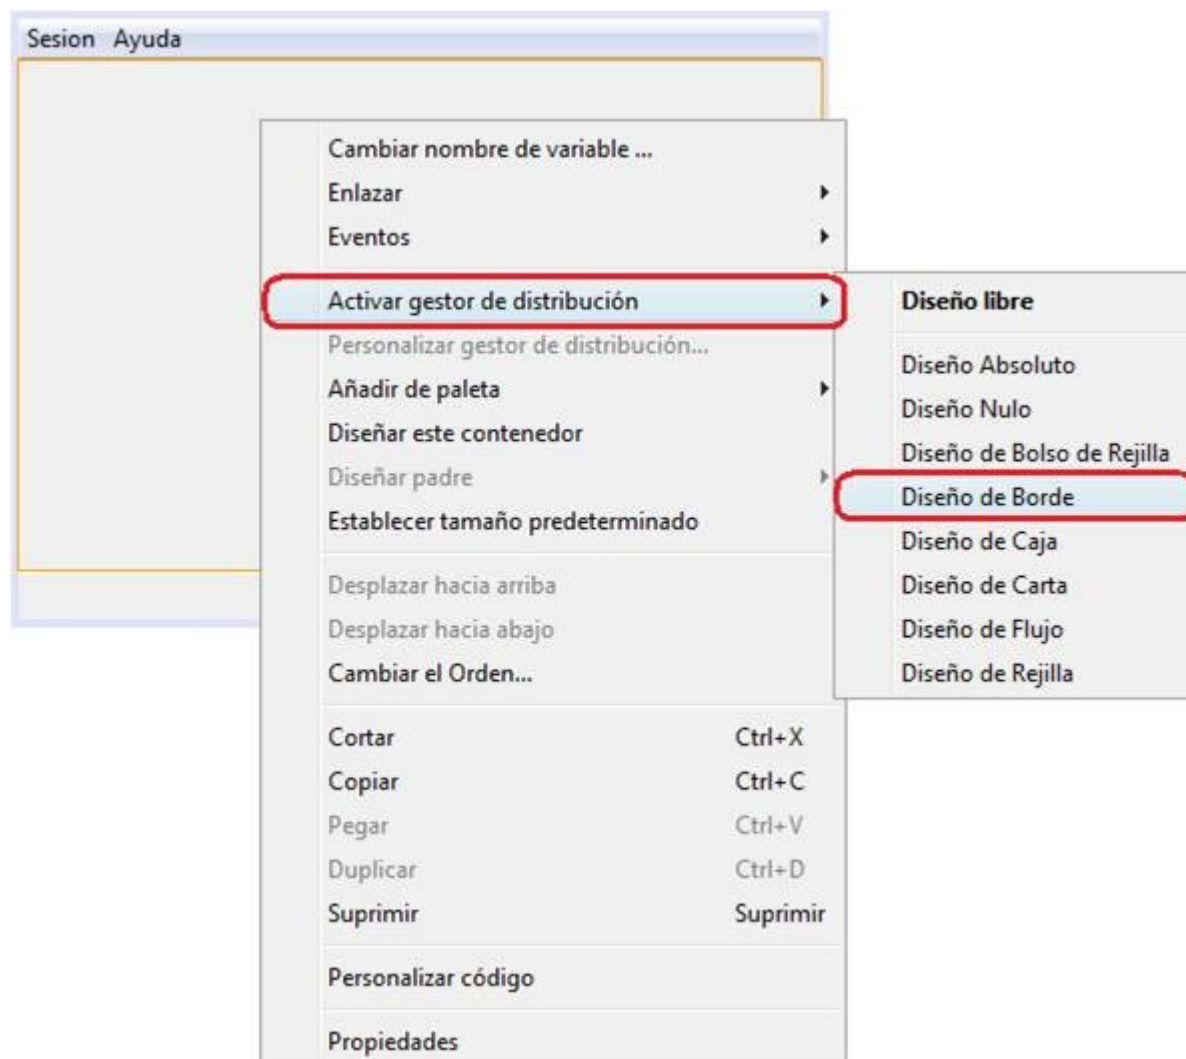 Sesion Ayuda
Cambiar nombre de variable ...
Enlazar
Eventos
Activar gestor de distribución
Personalizar gestor de distribución...
Añadir de paleta
Diseñar este contenedor
Diseñar padre
Establecer tamaño predeterminado
Desplazar hacia arriba
Desplazar hacia abajo
Cambiar el Orden...
Cortar Ctrl+X
Copiar Ctrl+C
Pegar Ctrl+V
Duplicar Ctrl+D
Suprimir Suprimir
Personalizar código
Propiedades
Diseño libre
Diseño Absoluto
Diseño Nulo
Diseño de Bolso de Rejilla
Diseño de Borde
Diseño de Caja
Diseño de Carta
Diseño de Flujo
Diseño de Rejilla